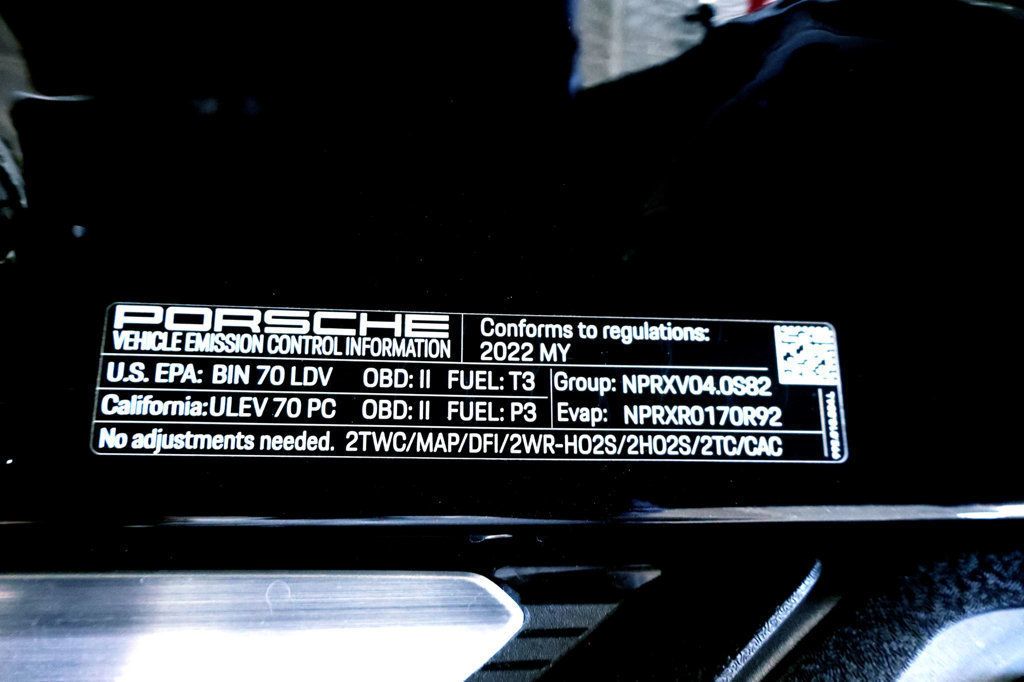 PORSCHE
VEHICLE EMISSION CONTROL INFORMATION
Conforms to regulations:
2022 MY
U.S. EPA: BIN 70 LDV OBD: II FUEL: T3
California:ULEV 70 PC OBD: II FUEL: P3
Group: NPRXV04.0S82
Evap: NPRXR0170R92
No adjustments needed. 2TWC/MAP/DFI/2WR-HO2S/2HO2S/2TC/CAC